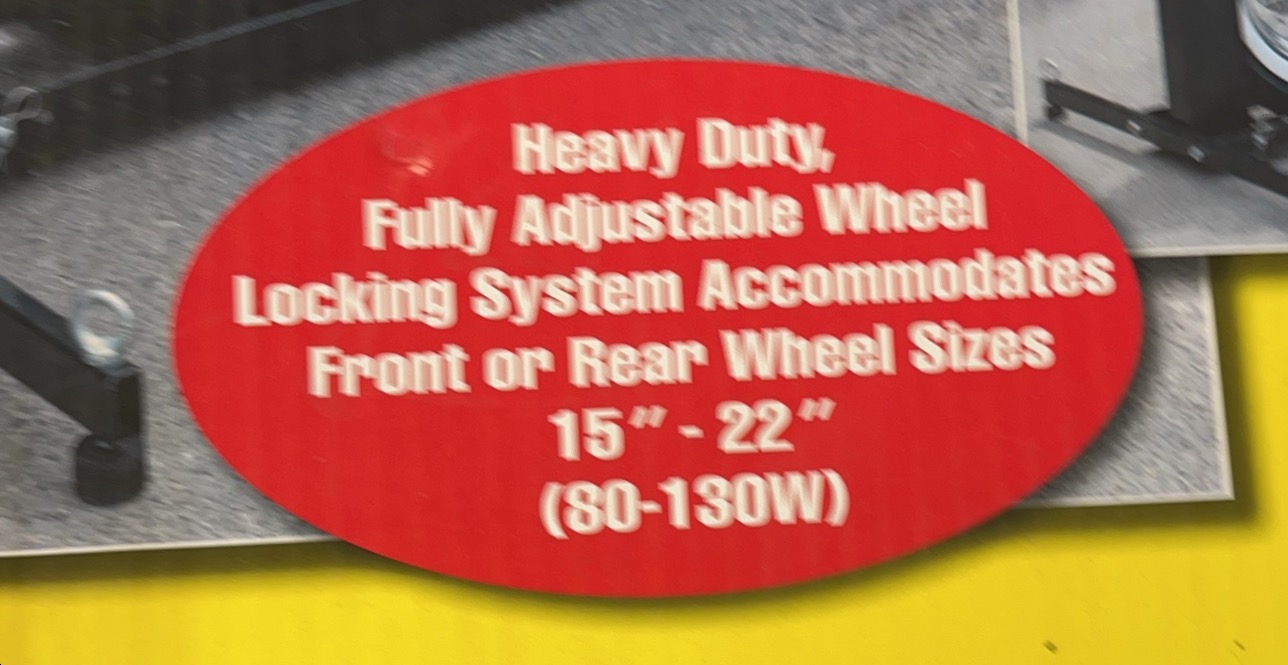 Heavy Duty,
Fully Adjustable Wheel
Locking System Accommodates
Front or Rear Wheel Sizes
15" - 22"
(80-130W)